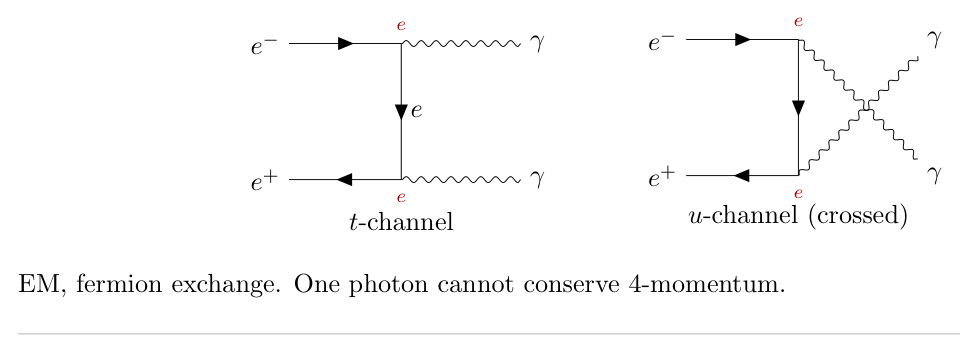 e e
e⁻ γ e⁻ γ
e
e⁺ γ e⁺ γ
e e
t-channel u-channel (crossed)
EM, fermion exchange. One photon cannot conserve 4-momentum.